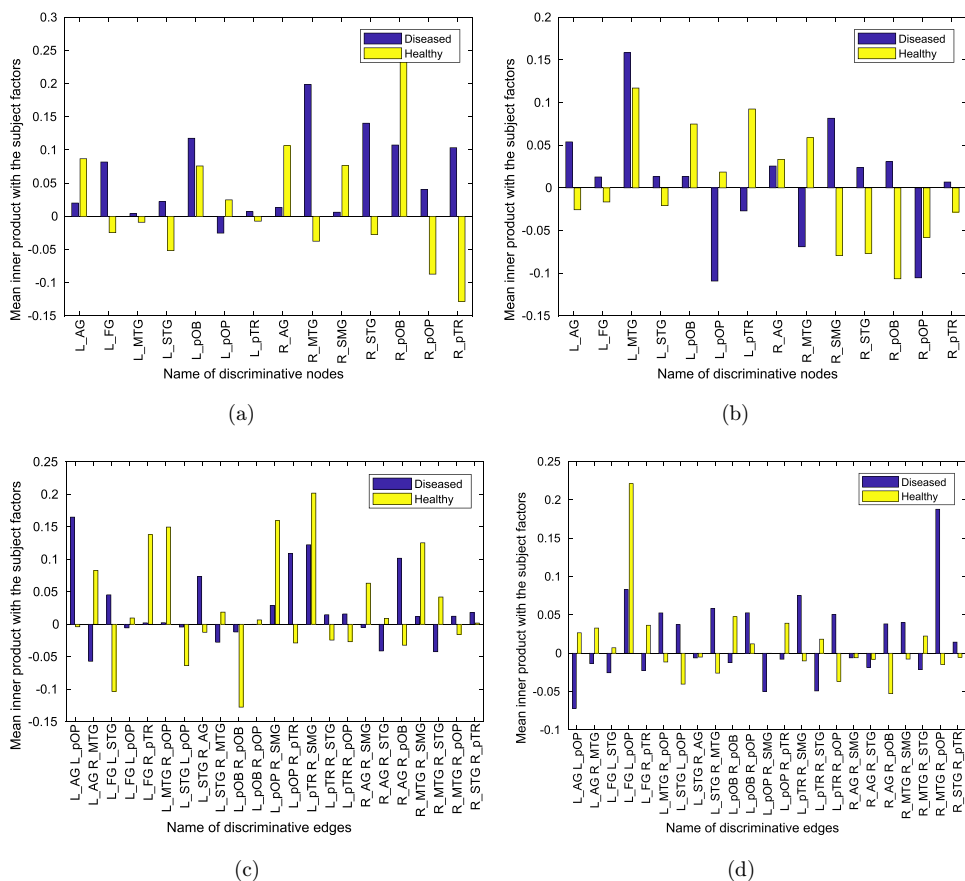 0.3
0.25
0.2
0.15
0.1
0.05
0
-0.05
-0.1
-0.15
Mean inner product with the subject factors
Diseased
Healthy
L_AG
L_FG
L_MTG
L_STG
L_pOB
L_pOP
L_pTR
R_AG
R_MTG
R_SMG
R_STG
R_pOB
R_pOP
R_pTR
Name of discriminative nodes
(a)
0.2
0.15
0.1
0.05
0
-0.05
-0.1
-0.15
Mean inner product with the subject factors
Diseased
Healthy
L_AG
L_FG
L_MTG
L_STG
L_pOB
L_pOP
L_pTR
R_AG
R_MTG
R_SMG
R_STG
R_pOB
R_pOP
R_pTR
Name of discriminative nodes
(b)
0.25
0.2
0.15
0.1
0.05
0
-0.05
-0.1
-0.15
Mean inner product with the subject factors
Diseased
Healthy
L_AG L_pOP
L_AG R_MTG
L_FG L_STG
L_FG L_pOP
L_FG R_pTR
L_MTG R_pOP
L_STG L_pOP
L_STG R_AG
L_STG R_MTG
L_pOB R_pOB
L_pOB R_pOP
L_pOP R_SMG
L_pOP R_pTR
L_pTR R_SMG
L_pTR R_STG
L_pTR R_pOP
R_AG R_SMG
R_AG R_STG
R_AG R_pOB
R_MTG R_SMG
R_MTG R_STG
R_MTG R_pOP
R_STG R_pTR
Name of discriminative edges
(c)
0.25
0.2
0.15
0.1
0.05
0
-0.05
-0.1
Mean inner product with the subject factors
Diseased
Healthy
L_AG L_pOP
L_AG R_MTG
L_FG L_STG
L_FG L_pOP
L_FG R_pTR
L_MTG R_pOP
L_STG L_pOP
L_STG R_AG
L_STG R_MTG
L_pOB R_pOB
L_pOB R_pOP
L_pOP R_SMG
L_pOP R_pTR
L_pTR R_SMG
L_pTR R_STG
L_pTR R_pOP
R_AG R_SMG
R_AG R_STG
R_AG R_pOB
R_MTG R_SMG
R_MTG R_STG
R_MTG R_pOP
R_STG R_pTR
Name of discriminative edges
(d)